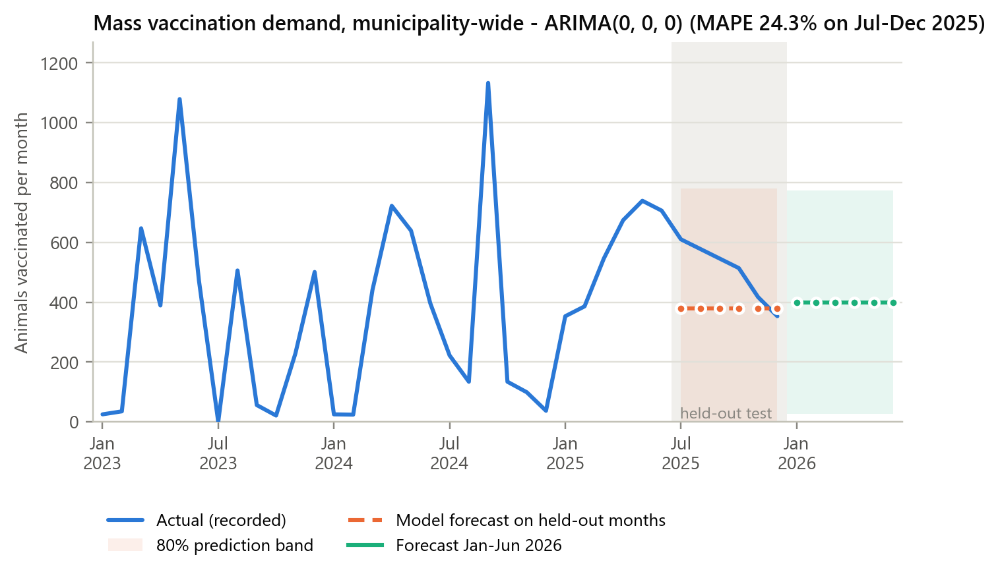 Mass vaccination demand, municipality-wide - ARIMA(0, 0, 0) (MAPE 24.3% on Jul-Dec 2025)
Animals vaccinated per month
1200
1000
800
600
400
200
0
held-out test
Jan
2023
Jul
2023
Jan
2024
Jul
2024
Jan
2025
Jul
2025
Jan
2026
Actual (recorded)
80% prediction band
Model forecast on held-out months
Forecast Jan-Jun 2026